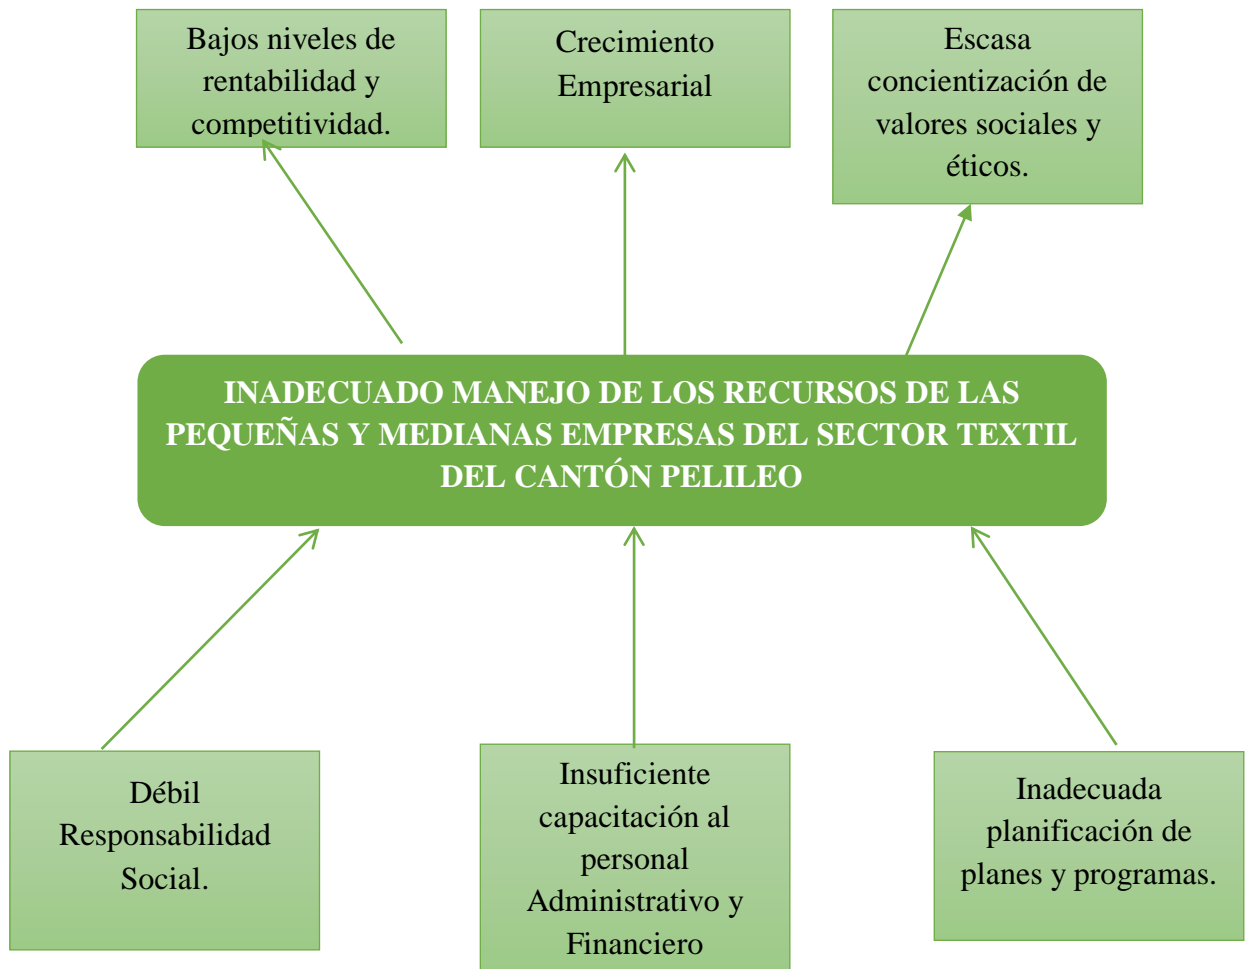 Bajos niveles de
rentabilidad y
competitividad.
Crecimiento
Empresarial
Escasa
concientización de
valores sociales y
éticos.
INADECUADO MANEJO DE LOS RECURSOS DE LAS
PEQUEÑAS Y MEDIANAS EMPRESAS DEL SECTOR TEXTIL
DEL CANTÓN PELILEO
Débil
Responsabilidad
Social.
Insuficiente
capacitación al
personal
Administrativo y
Financiero
Inadecuada
planificación de
planes y programas.